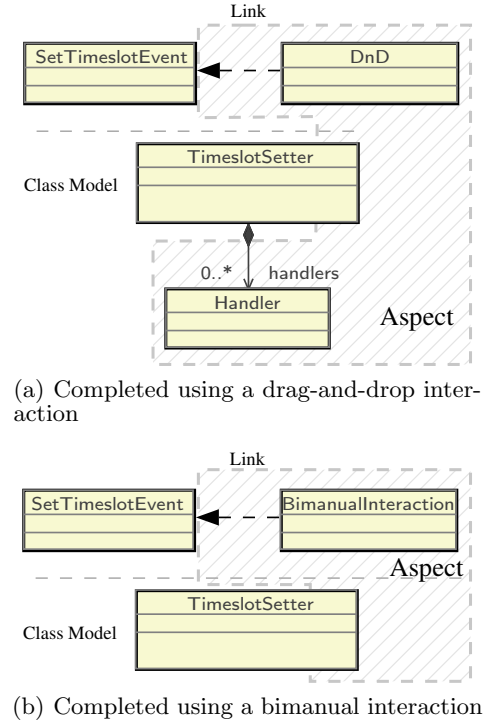 Link
SetTimeslotEvent DnD
TimeslotSetter
Class Model
0..* handlers
Handler
Aspect
(a) Completed using a drag-and-drop inter-
action
Link
SetTimeslotEvent BimanualInteraction
Aspect
TimeslotSetter
Class Model
(b) Completed using a bimanual interaction